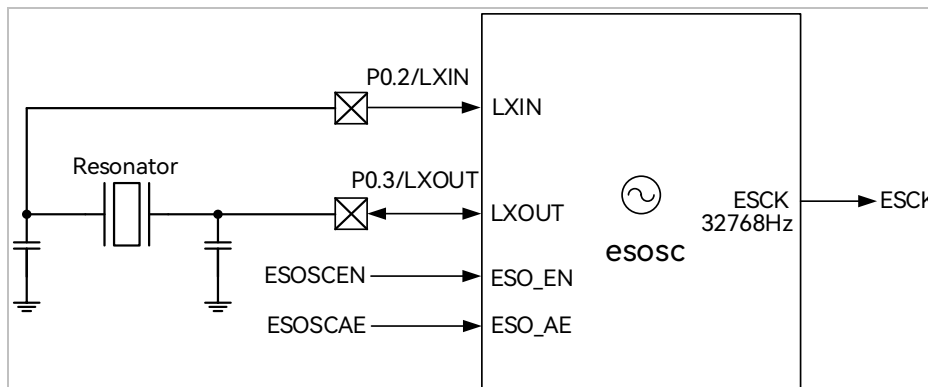 P0.2/LXIN
LXIN
Resonator
P0.3/LXOUT
LXOUT
ESCK
32768Hz
ESCK
esosc
ESOSCEN
ESO_EN
ESOSCAE
ESO_AE